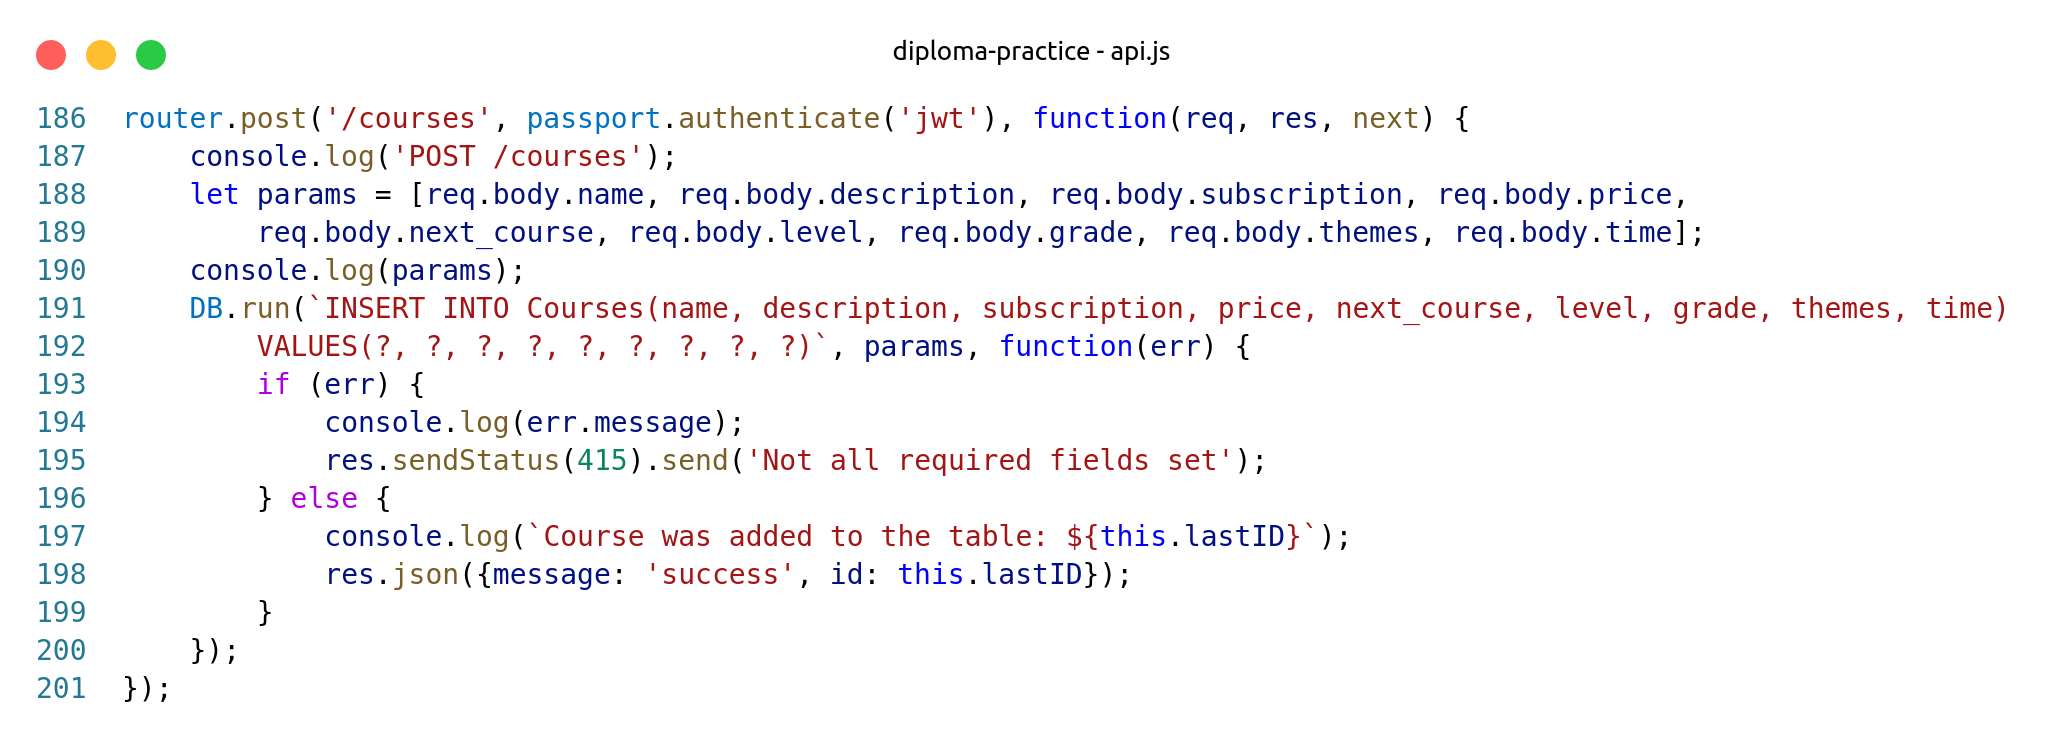 diploma-practice - api.js
186 router.post('/courses', passport.authenticate('jwt'), function(req, res, next) {
187     console.log('POST /courses');
188     let params = [req.body.name, req.body.description, req.body.subscription, req.body.price,
189         req.body.next_course, req.body.level, req.body.grade, req.body.themes, req.body.time];
190     console.log(params);
191     DB.run(`INSERT INTO Courses(name, description, subscription, price, next_course, level, grade, themes, time)
192         VALUES(?, ?, ?, ?, ?, ?, ?, ?, ?)`, params, function(err) {
193         if (err) {
194             console.log(err.message);
195             res.sendStatus(415).send('Not all required fields set');
196         } else {
197             console.log(`Course was added to the table: ${this.lastID}`);
198             res.json({message: 'success', id: this.lastID});
199         }
200     });
201 });